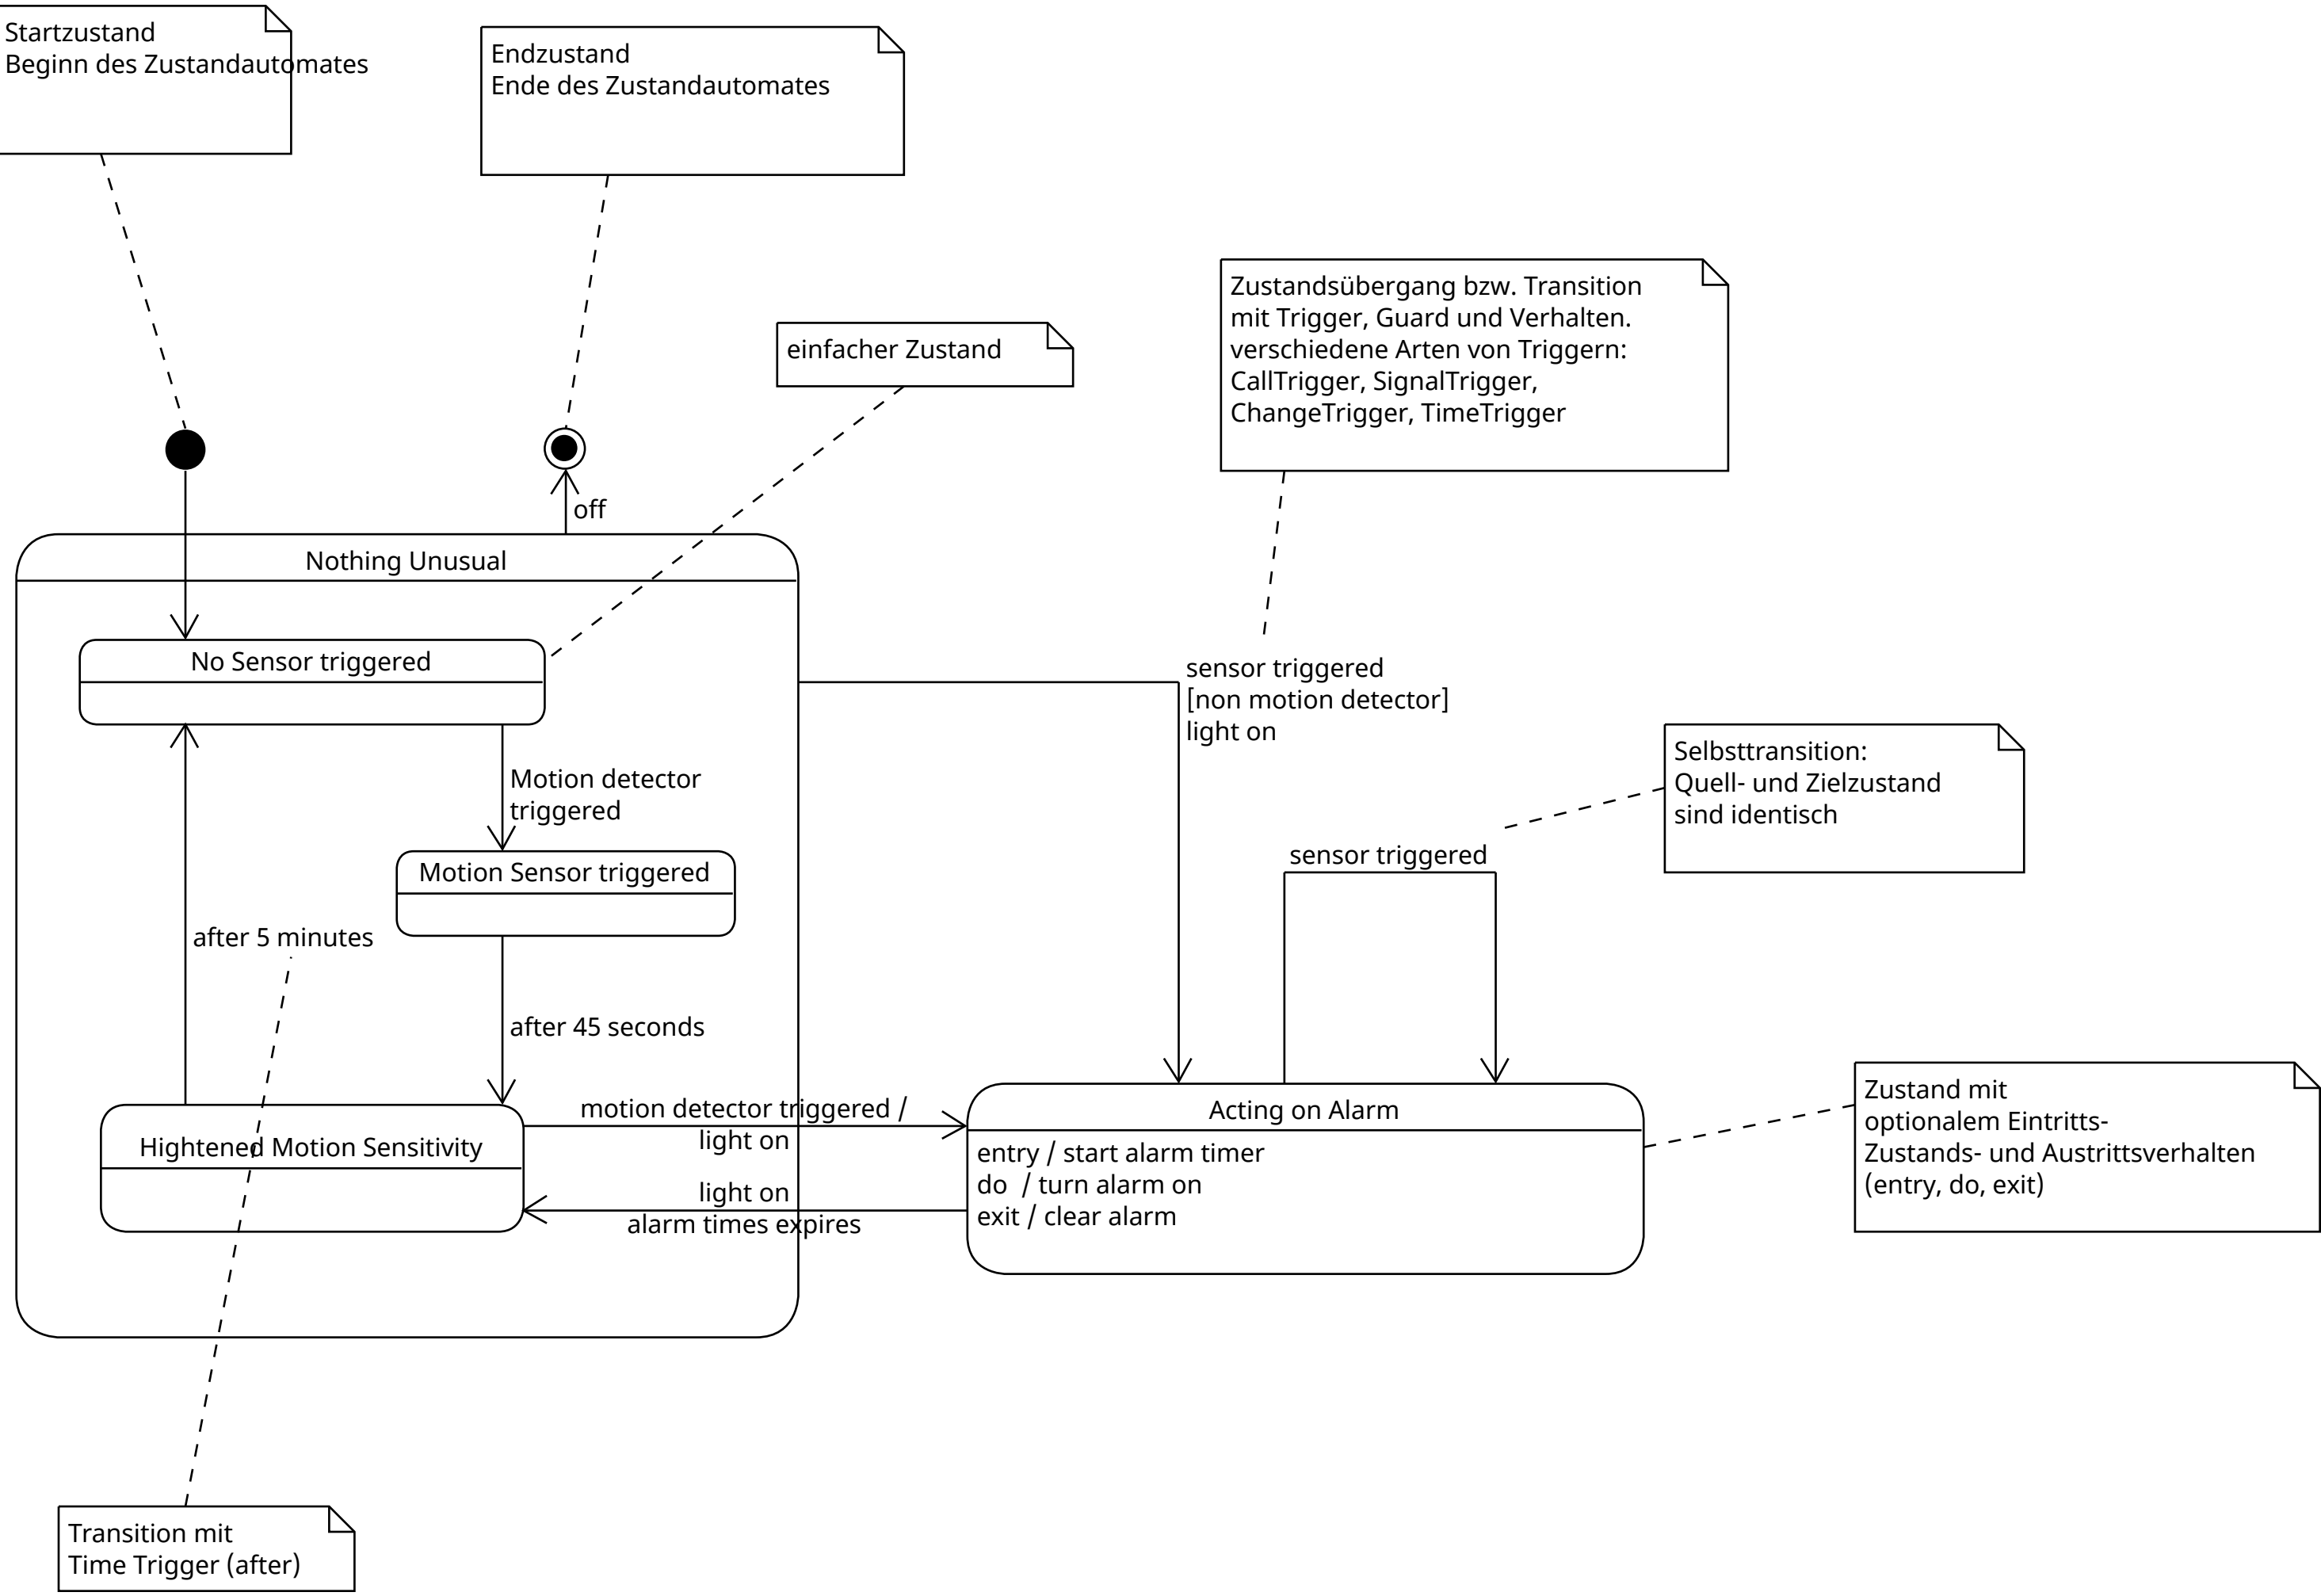 Startzustand
Beginn des Zustandautomates
Endzustand
Ende des Zustandautomates
Zustandsübergang bzw. Transition
mit Trigger, Guard und Verhalten.
verschiedene Arten von Triggern:
CallTrigger, SignalTrigger,
ChangeTrigger, TimeTrigger
einfacher Zustand
off
Nothing Unusual
No Sensor triggered
sensor triggered
[non motion detector]
light on
Motion detector
triggered
Selbsttransition:
Quell- und Zielzustand
sind identisch
sensor triggered
Motion Sensor triggered
after 5 minutes
after 45 seconds
motion detector triggered /
light on
Hightened Motion Sensitivity
light on
alarm times expires
Acting on Alarm
entry / start alarm timer
do  / turn alarm on
exit / clear alarm
Zustand mit
optionalem Eintritts-
Zustands- und Austrittsverhalten
(entry, do, exit)
Transition mit
Time Trigger (after)